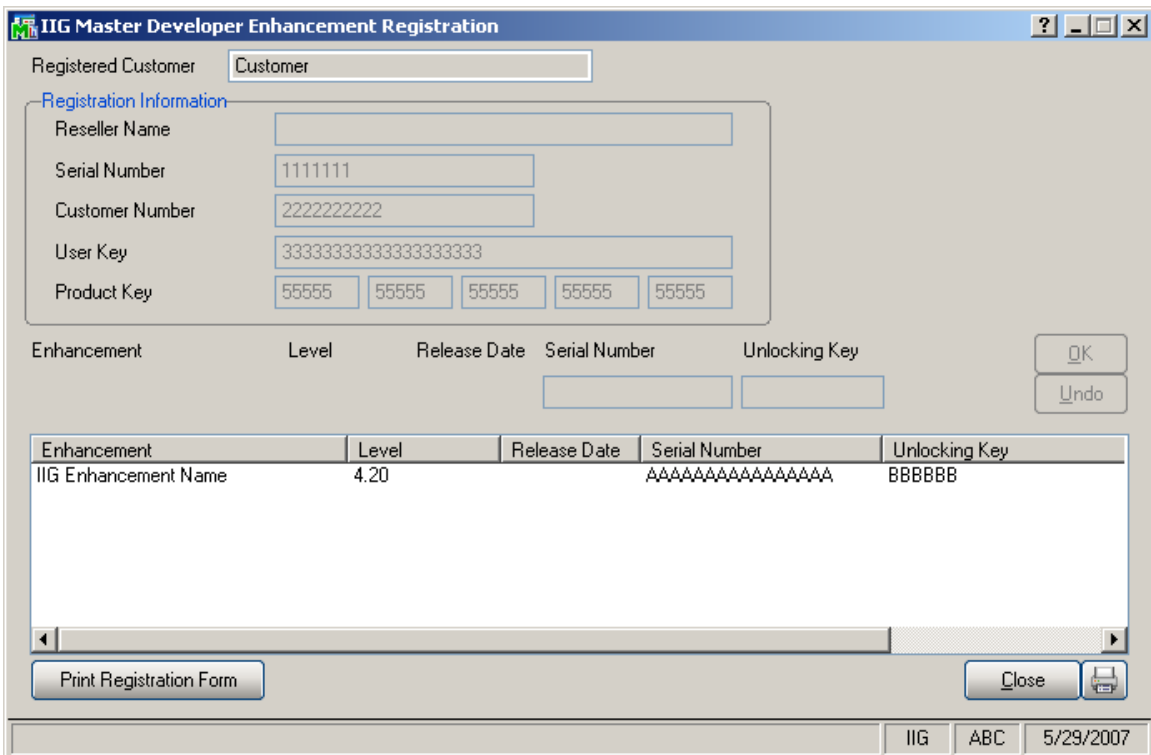 IIG Master Developer Enhancement Registration
Registered Customer Customer
Registration Information
Reseller Name
Serial Number 1111111
Customer Number 2222222222
User Key 33333333333333333333
Product Key 55555 55555 55555 55555 55555
Enhancement Level Release Date Serial Number Unlocking Key OK
Undo
Enhancement Level Release Date Serial Number Unlocking Key
IIG Enhancement Name 4.20 AAAAAAAAAAAAAAAA BBBBBB
Print Registration Form Close
IIG ABC 5/29/2007